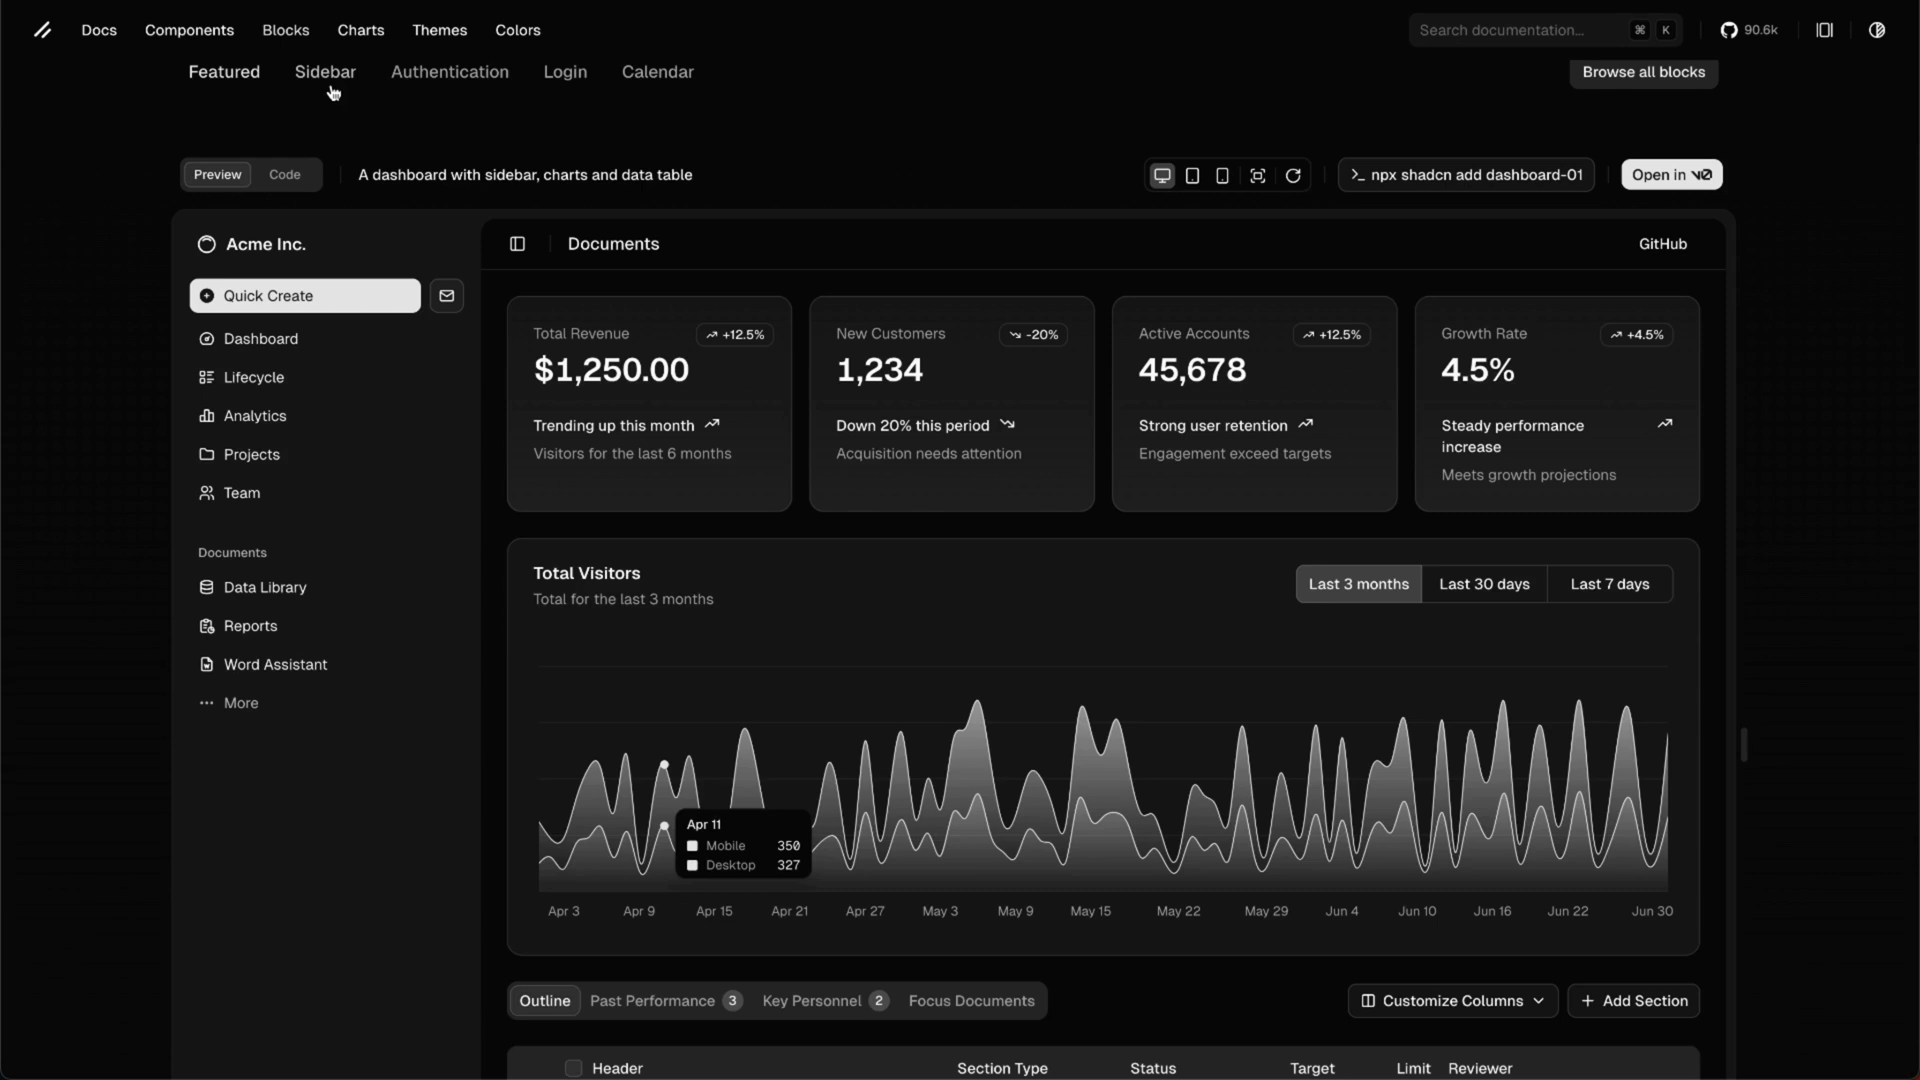 Docs Components Blocks Charts Themes Colors Search documentation... ⌘ K 90.6k
Featured Sidebar Authentication Login Calendar Browse all blocks
Preview Code A dashboard with sidebar, charts and data table >_ npx shadcn add dashboard-01 Open in v0
Acme Inc.
Quick Create
Dashboard
Lifecycle
Analytics
Projects
Team
Documents
Data Library
Reports
Word Assistant
More
Documents GitHub
Total Revenue +12.5%
$1,250.00
Trending up this month
Visitors for the last 6 months
New Customers -20%
1,234
Down 20% this period
Acquisition needs attention
Active Accounts +12.5%
45,678
Strong user retention
Engagement exceed targets
Growth Rate +4.5%
4.5%
Steady performance
increase
Meets growth projections
Total Visitors
Total for the last 3 months
Last 3 months Last 30 days Last 7 days
Apr 11
Mobile 350
Desktop 327
Apr 3 Apr 9 Apr 15 Apr 21 Apr 27 May 3 May 9 May 15 May 22 May 29 Jun 4 Jun 10 Jun 16 Jun 22 Jun 30
Outline Past Performance 3 Key Personnel 2 Focus Documents Customize Columns + Add Section
Header Section Type Status Target Limit Reviewer